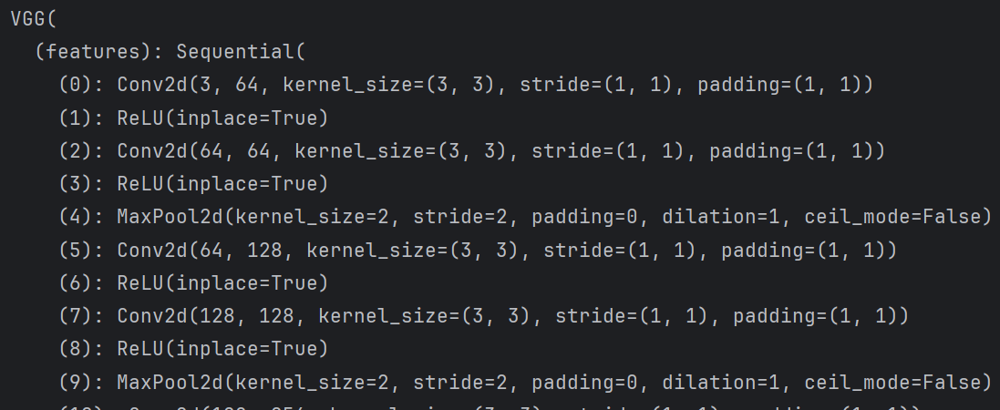 VGG(
(features): Sequential(
(0): Conv2d(3, 64, kernel_size=(3, 3), stride=(1, 1), padding=(1, 1))
(1): ReLU(inplace=True)
(2): Conv2d(64, 64, kernel_size=(3, 3), stride=(1, 1), padding=(1, 1))
(3): ReLU(inplace=True)
(4): MaxPool2d(kernel_size=2, stride=2, padding=0, dilation=1, ceil_mode=False)
(5): Conv2d(64, 128, kernel_size=(3, 3), stride=(1, 1), padding=(1, 1))
(6): ReLU(inplace=True)
(7): Conv2d(128, 128, kernel_size=(3, 3), stride=(1, 1), padding=(1, 1))
(8): ReLU(inplace=True)
(9): MaxPool2d(kernel_size=2, stride=2, padding=0, dilation=1, ceil_mode=False)